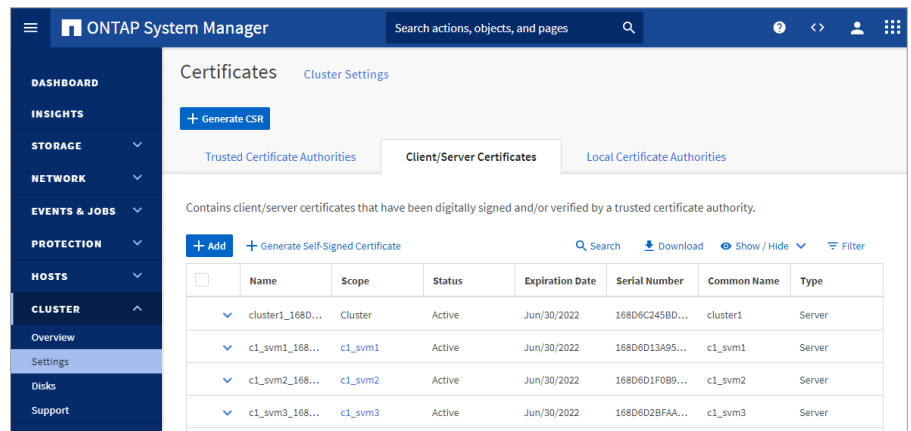 ONTAP System Manager
Search actions, objects, and pages
DASHBOARD
INSIGHTS
STORAGE
NETWORK
EVENTS & JOBS
PROTECTION
HOSTS
CLUSTER
Overview
Settings
Disks
Support
Certificates Cluster Settings
+ Generate CSR
Trusted Certificate Authorities Client/Server Certificates Local Certificate Authorities
Contains client/server certificates that have been digitally signed and/or verified by a trusted certificate authority.
+ Add + Generate Self-Signed Certificate Search Download Show / Hide Filter
Name Scope Status Expiration Date Serial Number Common Name Type
cluster1_168D... Cluster Active Jun/30/2022 168D6C245BD... cluster1 Server
c1_svm1_168... c1_svm1 Active Jun/30/2022 168D6D13A95... c1_svm1 Server
c1_svm2_168... c1_svm2 Active Jun/30/2022 168D6D1F0B9... c1_svm2 Server
c1_svm3_168... c1_svm3 Active Jun/30/2022 168D6D2BFAA... c1_svm3 Server